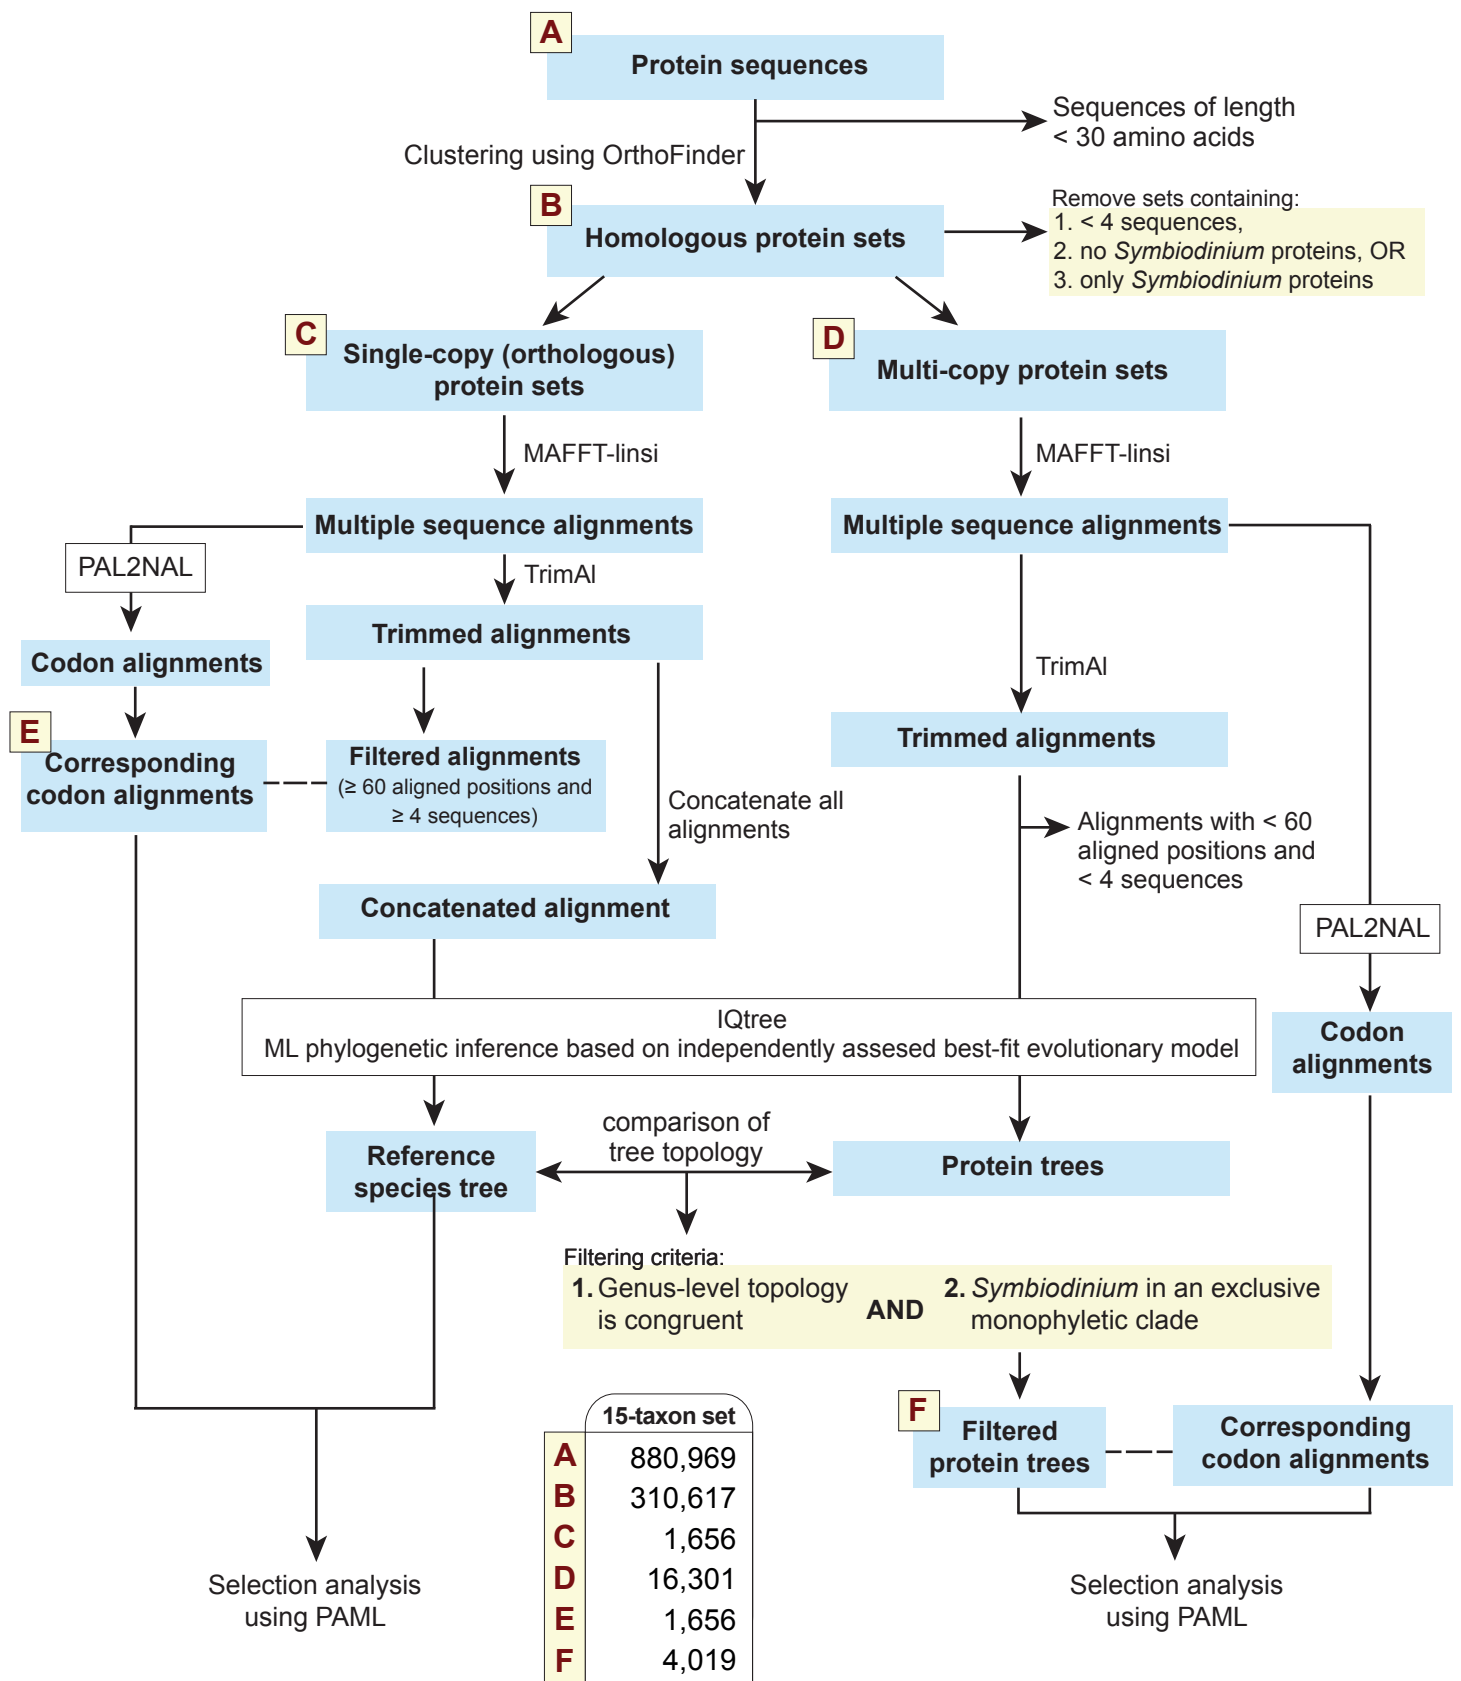 A
Protein sequences
Sequences of length
< 30 amino acids
Clustering using OrthoFinder
B
Homologous protein sets
Remove sets containing:
1. < 4 sequences,
2. no Symbiodinium proteins, OR
3. only Symbiodinium proteins
C
Single-copy (orthologous)
protein sets
D
Multi-copy protein sets
MAFFT-linsi
MAFFT-linsi
Multiple sequence alignments
Multiple sequence alignments
PAL2NAL
TrimAl
Trimmed alignments
Codon alignments
TrimAl
E
Corresponding
codon alignments
Filtered alignments
(≥ 60 aligned positions and
≥ 4 sequences)
Trimmed alignments
Concatenate all
alignments
Alignments with < 60
aligned positions and
< 4 sequences
Concatenated alignment
PAL2NAL
IQtree
ML phylogenetic inference based on independently assesed best-fit evolutionary model
Codon
alignments
comparison of
tree topology
Reference
species tree
Protein trees
Filtering criteria:
1. Genus-level topology
is congruent
AND
2. Symbiodinium in an exclusive
monophyletic clade
F
Filtered
protein trees
Corresponding
codon alignments
15-taxon set
A 880,969
B 310,617
C 1,656
D 16,301
E 1,656
F 4,019
Selection analysis
using PAML
Selection analysis
using PAML